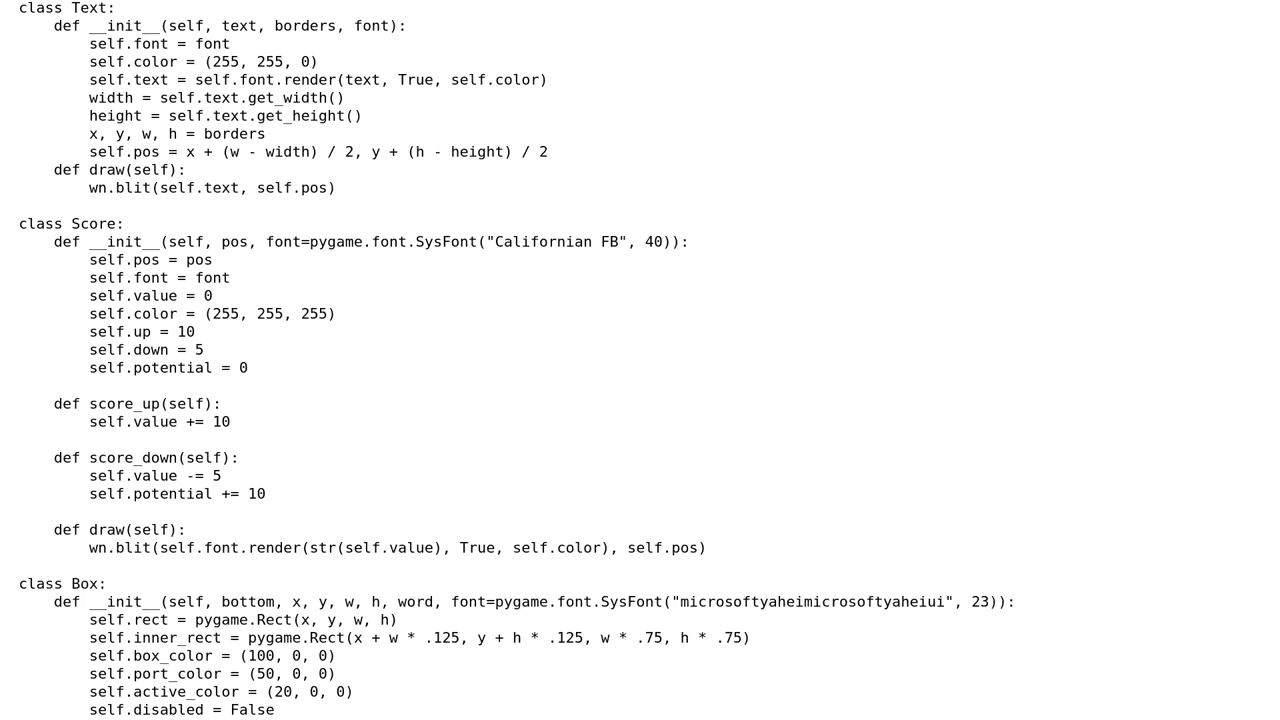 class Text:
    def __init__(self, text, borders, font):
        self.font = font
        self.color = (255, 255, 0)
        self.text = self.font.render(text, True, self.color)
        width = self.text.get_width()
        height = self.text.get_height()
        x, y, w, h = borders
        self.pos = x + (w - width) / 2, y + (h - height) / 2
    def draw(self):
        wn.blit(self.text, self.pos)

class Score:
    def __init__(self, pos, font=pygame.font.SysFont("Californian FB", 40)):
        self.pos = pos
        self.font = font
        self.value = 0
        self.color = (255, 255, 255)
        self.up = 10
        self.down = 5
        self.potential = 0

    def score_up(self):
        self.value += 10

    def score_down(self):
        self.value -= 5
        self.potential += 10

    def draw(self):
        wn.blit(self.font.render(str(self.value), True, self.color), self.pos)

class Box:
    def __init__(self, bottom, x, y, w, h, word, font=pygame.font.SysFont("microsoftyaheimicrosoftyaheiui", 23)):
        self.rect = pygame.Rect(x, y, w, h)
        self.inner_rect = pygame.Rect(x + w * .125, y + h * .125, w * .75, h * .75)
        self.box_color = (100, 0, 0)
        self.port_color = (50, 0, 0)
        self.active_color = (20, 0, 0)
        self.disabled = False